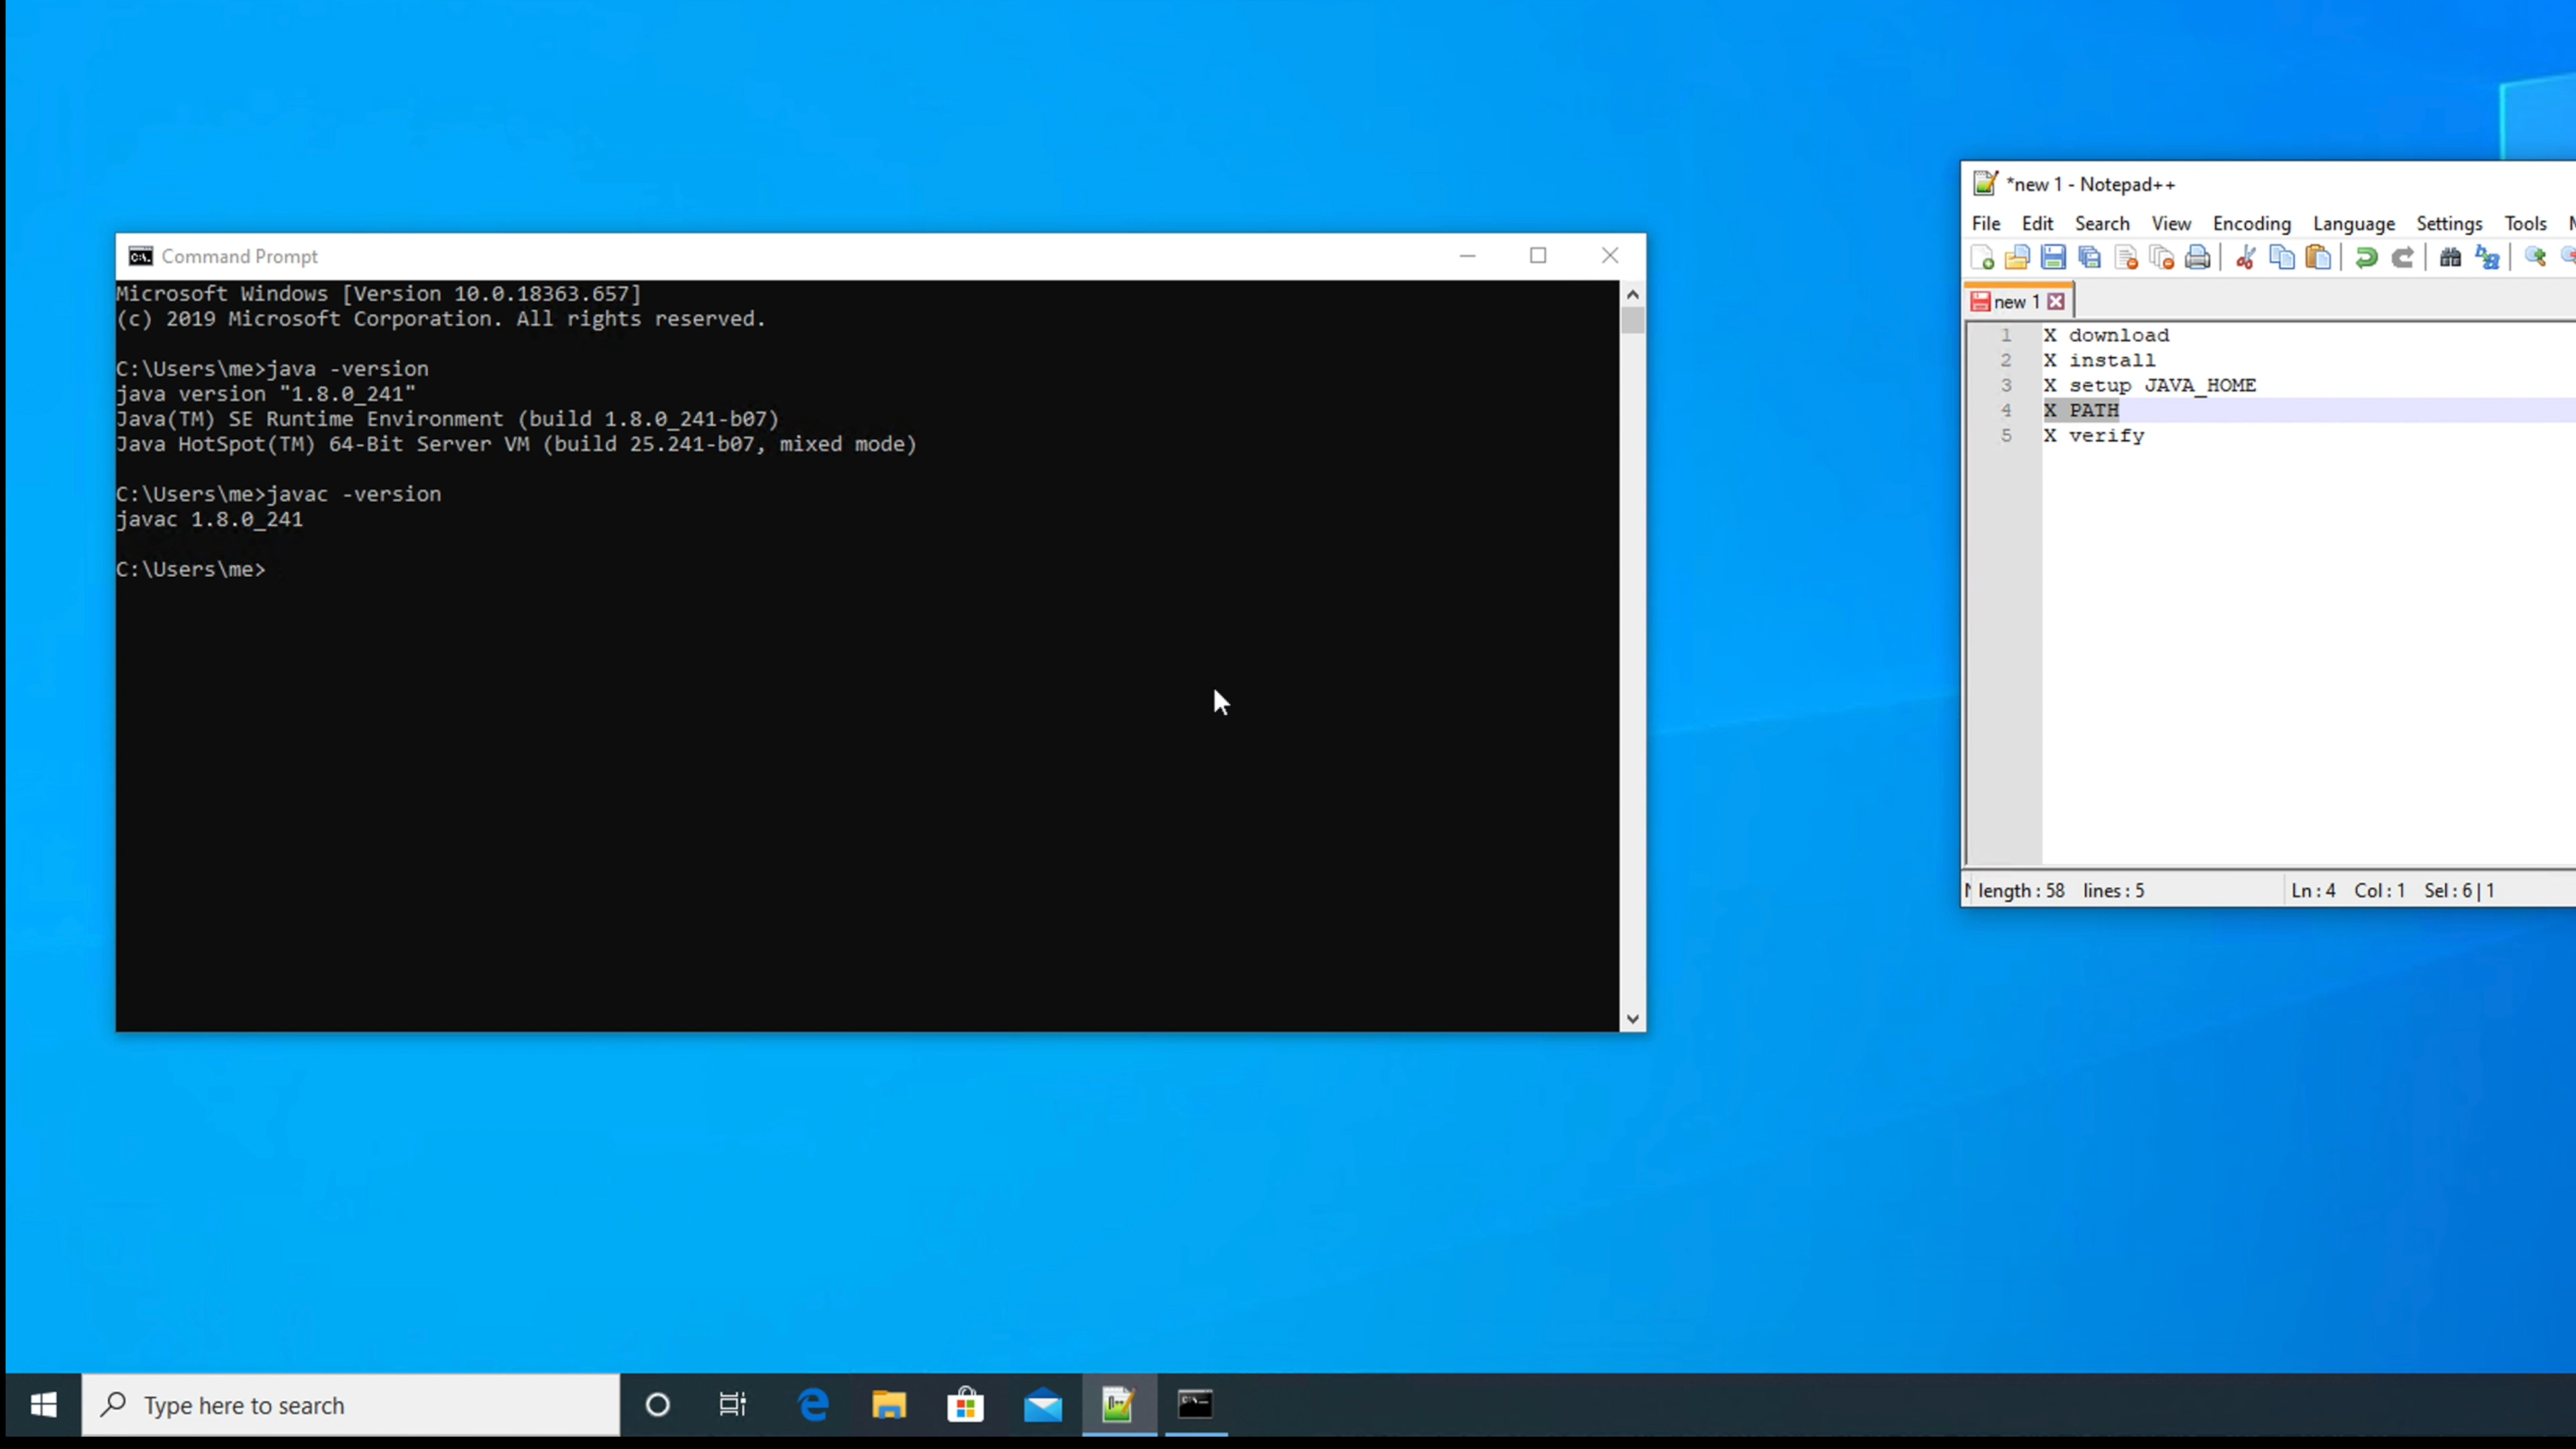 Command Prompt
Microsoft Windows [Version 10.0.18363.657]
(c) 2019 Microsoft Corporation. All rights reserved.
C:\Users\me>java -version
java version "1.8.0_241"
Java(TM) SE Runtime Environment (build 1.8.0_241-b07)
Java HotSpot(TM) 64-Bit Server VM (build 25.241-b07, mixed mode)
C:\Users\me>javac -version
javac 1.8.0_241
C:\Users\me>
*new 1 - Notepad++
File Edit Search View Encoding Language Settings Tools
new 1
1 X download
2 X install
3 X setup JAVA_HOME
4 X PATH
5 X verify
length : 58 lines : 5 Ln : 4 Col : 1 Sel : 6 | 1
Type here to search